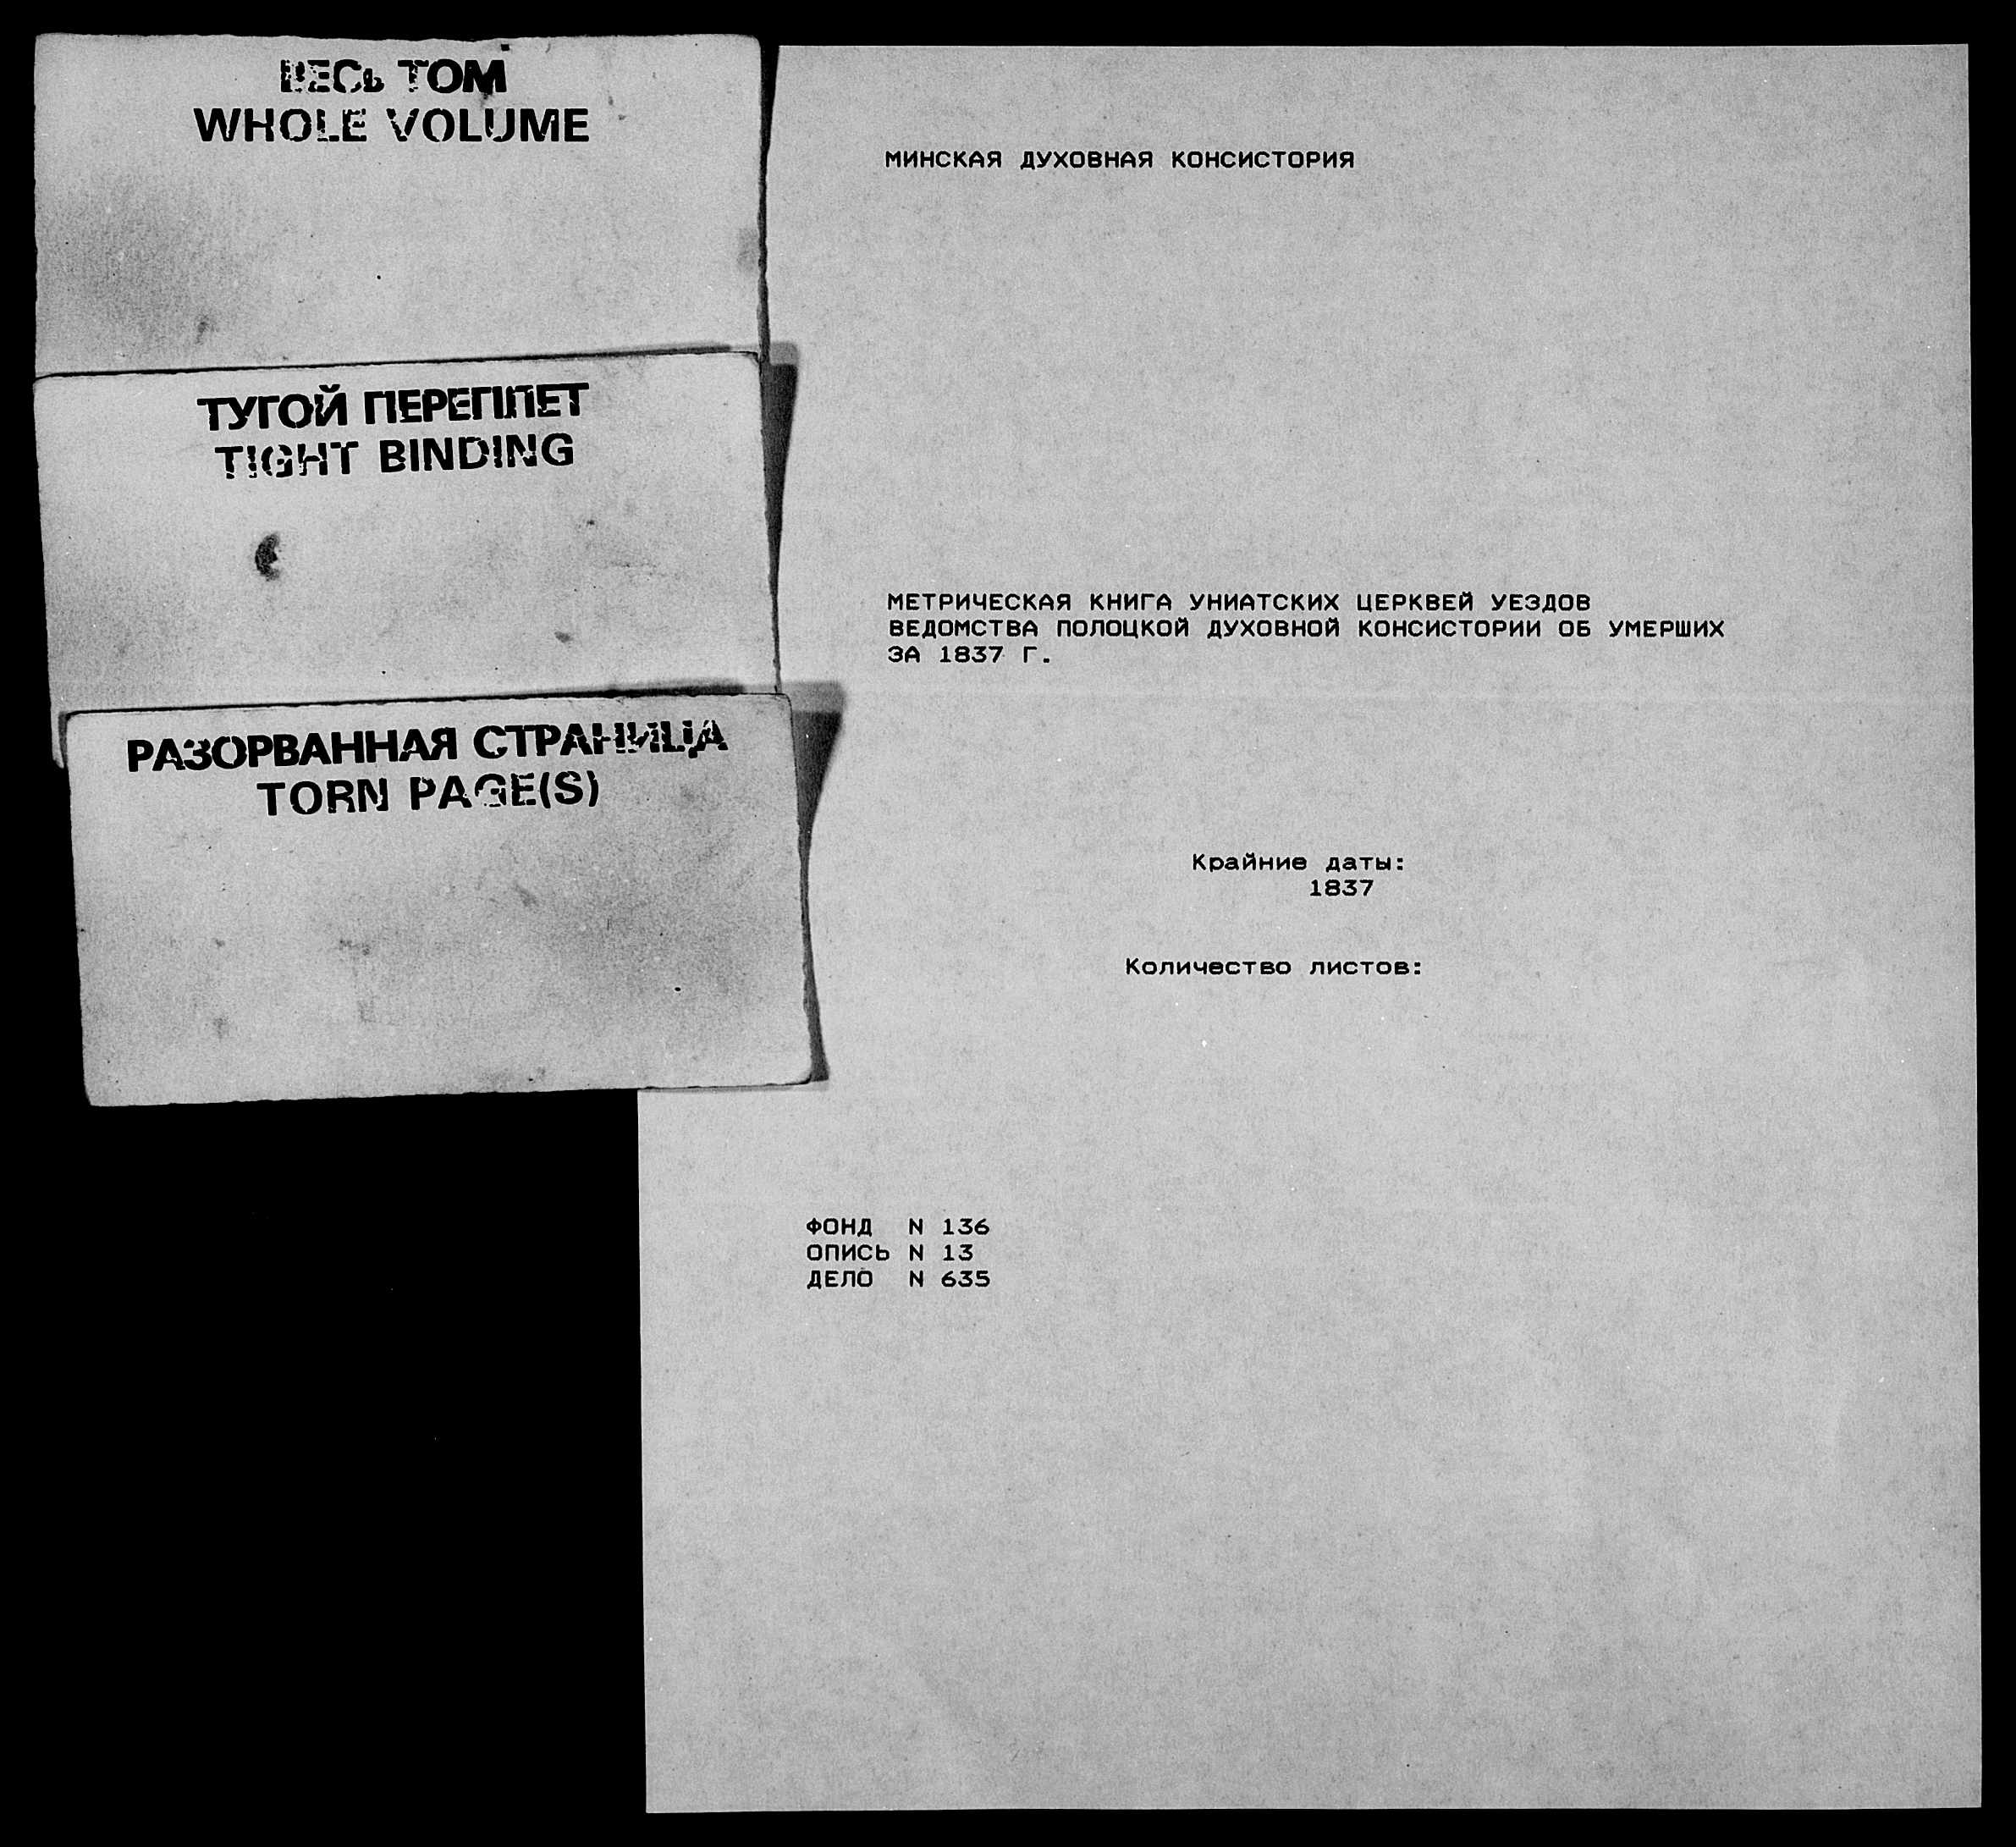 ВЕСЬ ТОМ
WHOLE VOLUME
ТУГОЙ ПЕРЕПЛЕТ
TIGHT BINDING
РАЗОРВАННАЯ СТРАНИЦА
TORN PAGE(S)
МИНСКАЯ ДУХОВНАЯ КОНСИСТОРИЯ
МЕТРИЧЕСКАЯ КНИГА УНИАТСКИХ ЦЕРКВЕЙ УЕЗДОВ
ВЕДОМСТВА ПОЛОЦКОЙ ДУХОВНОЙ КОНСИСТОРИИ ОБ УМЕРШИХ
ЗА 1837 Г.
Крайние даты:
1837
Количество листов:
ФОНД N 136
ОПИСЬ N 13
ДЕЛО N 635